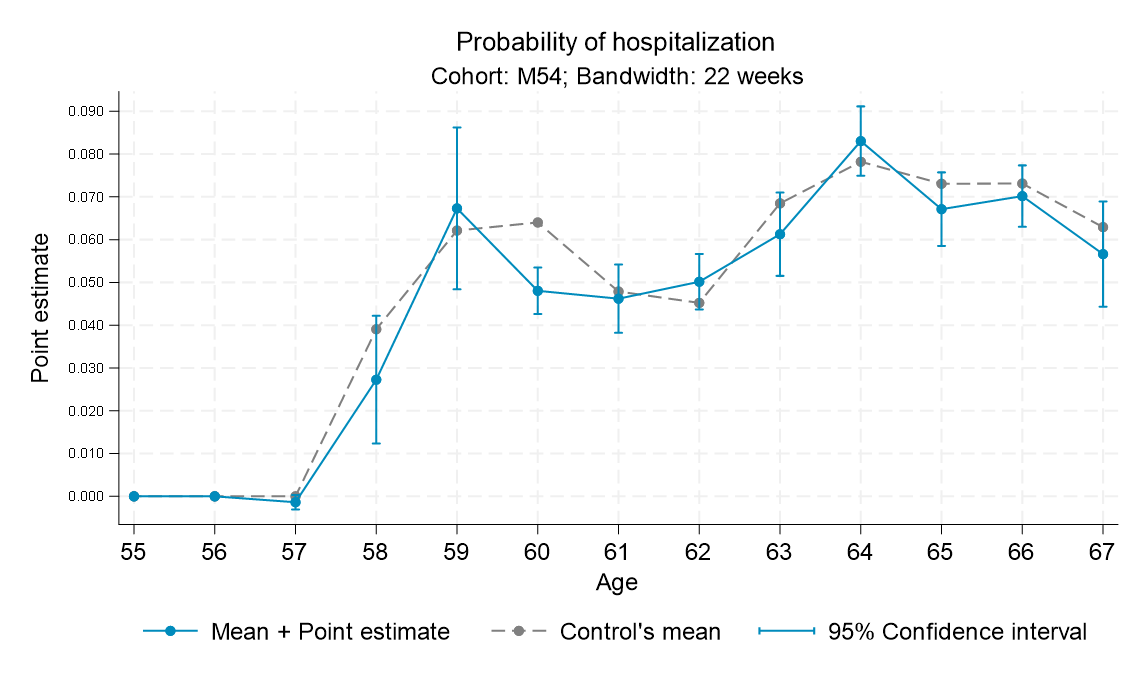 Probability of hospitalization
Cohort: M54; Bandwidth: 22 weeks
Point estimate
0.090
0.080
0.070
0.060
0.050
0.040
0.030
0.020
0.010
0.000
55 56 57 58 59 60 61 62 63 64 65 66 67
Age
Mean + Point estimate Control's mean 95% Confidence interval